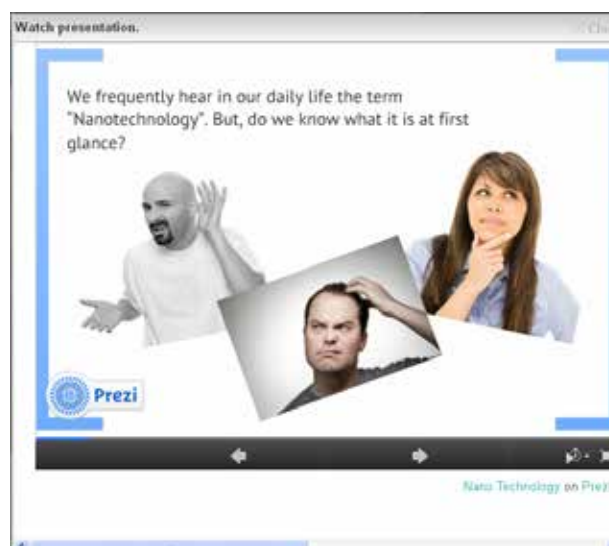 Watch presentation.
We frequently hear in our daily life the term
"Nanotechnology". But, do we know what it is at first
glance?
Prezi
Nano Technology on Prezi